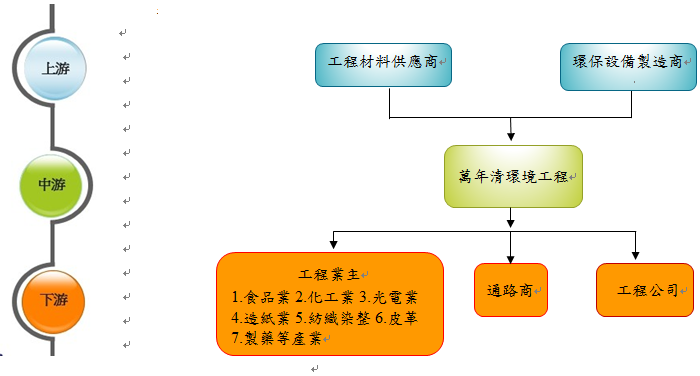 上游
中游
下游
工程材料供應商
環保設備製造商
萬年清環境工程
工程業主
1.食品業 2.化工業 3.光電業
4.造紙業 5.紡織染整 6.皮革
7.製藥等產業
通路商
工程公司